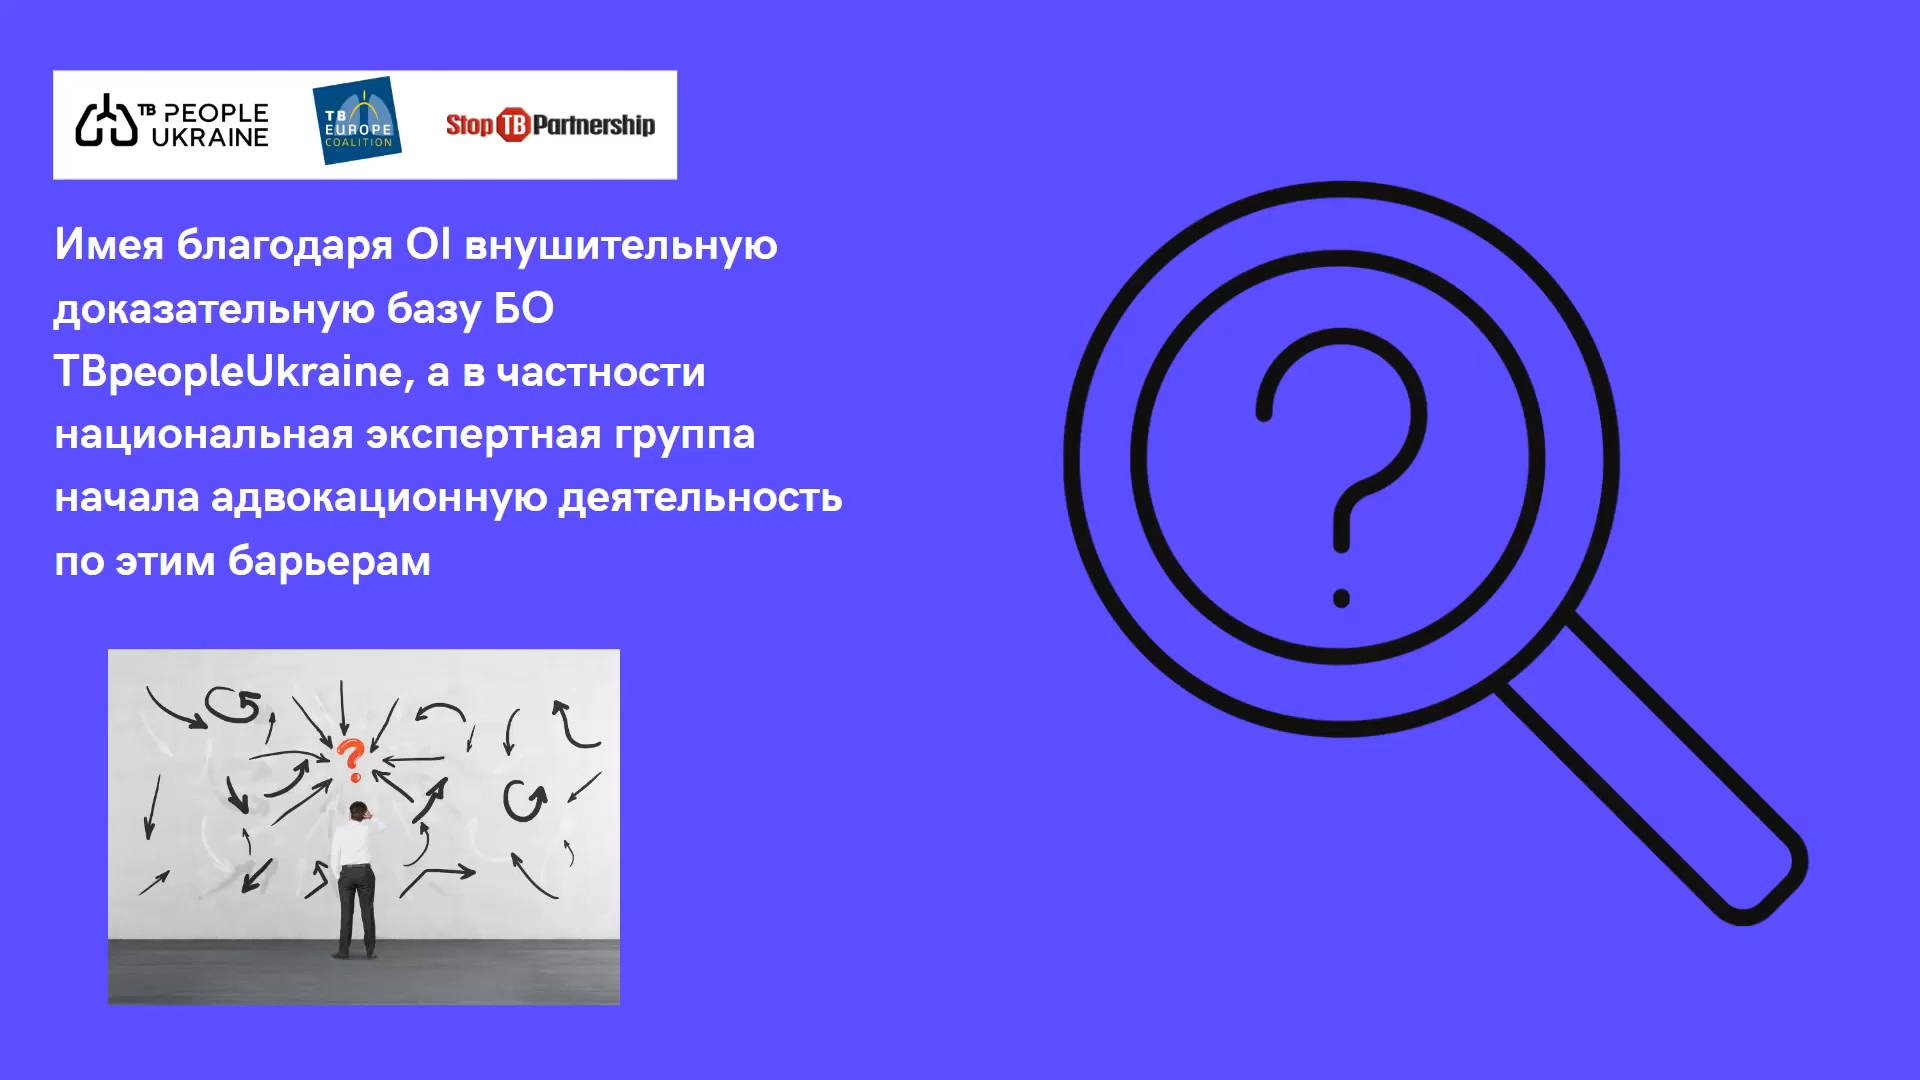 TB PEOPLE
UKRAINE
TB
EUROPE
COALITION
Stop TB Partnership
Имея благодаря OI внушительную
доказательную базу БО
TBpeopleUkraine, а в частности
национальная экспертная группа
начала адвокационную деятельность
по этим барьерам
?
?